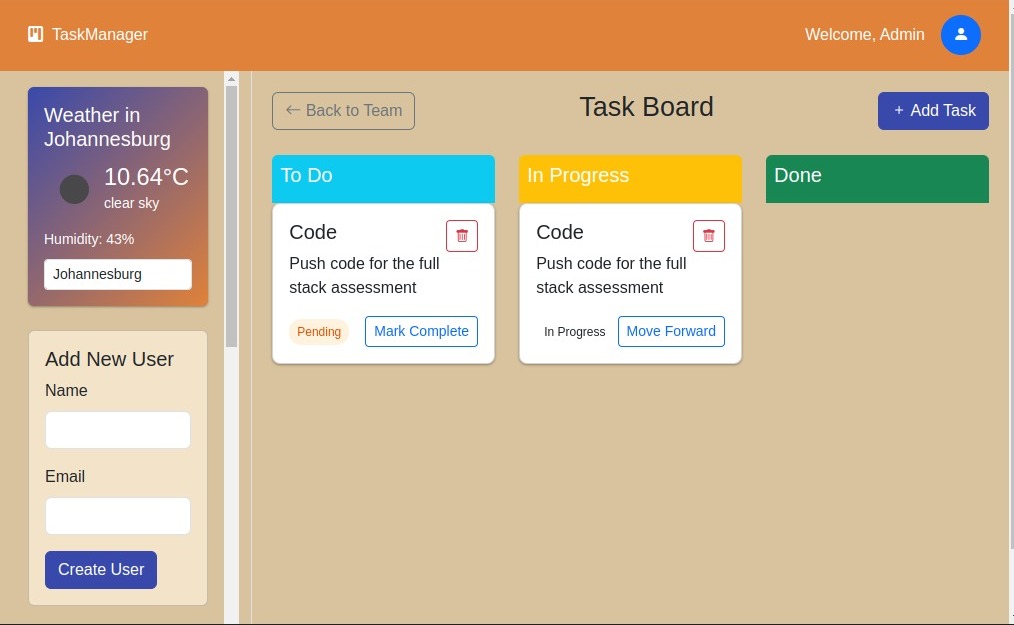 TaskManager
Welcome, Admin
Weather in
Johannesburg
10.64°C
clear sky
Humidity: 43%
Johannesburg
Add New User
Name
Email
Create User
← Back to Team
Task Board
+ Add Task
To Do
Code
Push code for the full
stack assessment
Pending
Mark Complete
In Progress
Code
Push code for the full
stack assessment
In Progress
Move Forward
Done